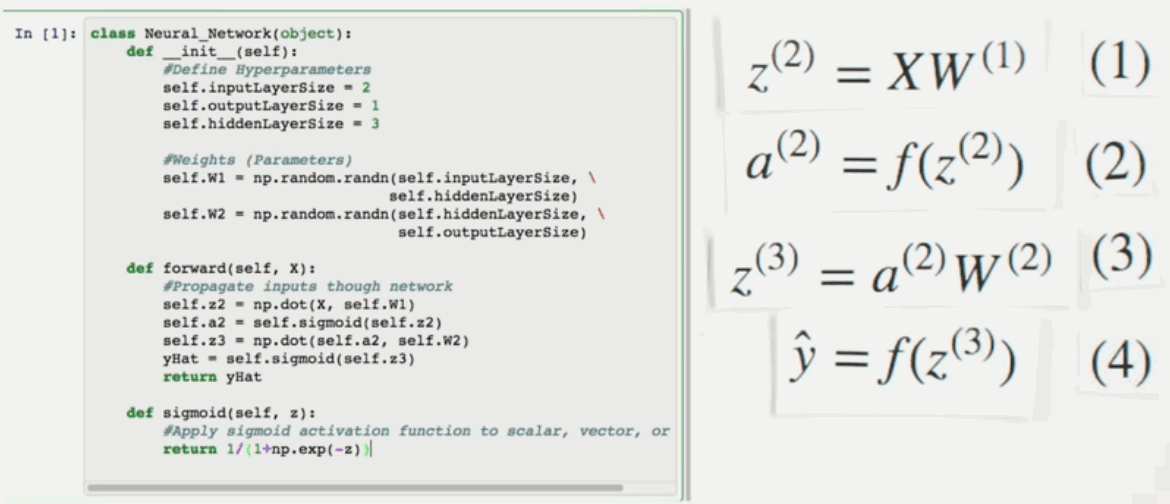 In [1]: class Neural_Network(object):
    def __init__(self):
        #Define Hyperparameters
        self.inputLayerSize = 2
        self.outputLayerSize = 1
        self.hiddenLayerSize = 3

        #Weights (Parameters)
        self.W1 = np.random.randn(self.inputLayerSize, \
                                  self.hiddenLayerSize)
        self.W2 = np.random.randn(self.hiddenLayerSize, \
                                  self.outputLayerSize)

    def forward(self, X):
        #Propagate inputs though network
        self.z2 = np.dot(X, self.W1)
        self.a2 = self.sigmoid(self.z2)
        self.z3 = np.dot(self.a2, self.W2)
        yHat = self.sigmoid(self.z3)
        return yHat

    def sigmoid(self, z):
        #Apply sigmoid activation function to scalar, vector, or
        return 1/(1+np.exp(-z))
z⁽²⁾ = XW⁽¹⁾ (1)
a⁽²⁾ = f(z⁽²⁾) (2)
z⁽³⁾ = a⁽²⁾W⁽²⁾ (3)
ŷ = f(z⁽³⁾) (4)